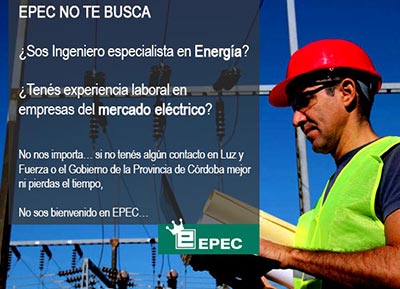 EPEC NO TE BUSCA
¿Sos Ingeniero especialista en Energía?
¿Tenés experiencia laboral en
empresas del mercado eléctrico?
No nos importa... si no tenés algún contacto en Luz y
Fuerza o el Gobierno de la Provincia de Córdoba mejor
ni pierdas el tiempo,
No sos bienvenido en EPEC...
e EPEC